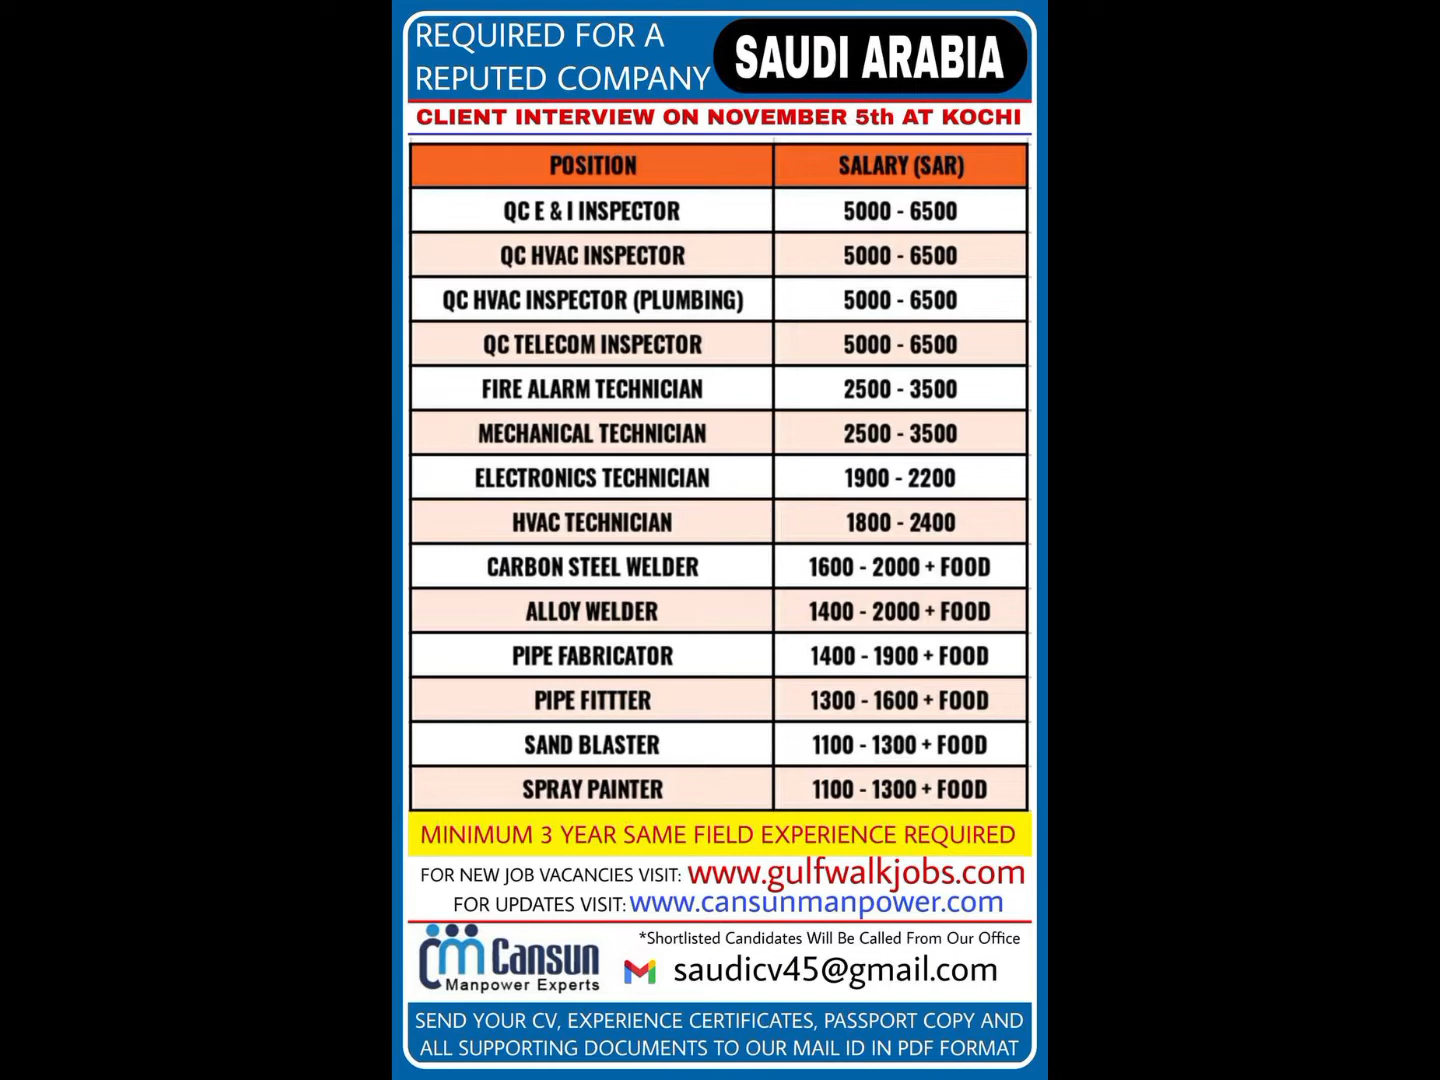 REQUIRED FOR A
REPUTED COMPANY
SAUDI ARABIA
CLIENT INTERVIEW ON NOVEMBER 5th AT KOCHI
POSITION SALARY (SAR)
QC E & I INSPECTOR 5000 - 6500
QC HVAC INSPECTOR 5000 - 6500
QC HVAC INSPECTOR (PLUMBING) 5000 - 6500
QC TELECOM INSPECTOR 5000 - 6500
FIRE ALARM TECHNICIAN 2500 - 3500
MECHANICAL TECHNICIAN 2500 - 3500
ELECTRONICS TECHNICIAN 1900 - 2200
HVAC TECHNICIAN 1800 - 2400
CARBON STEEL WELDER 1600 - 2000 + FOOD
ALLOY WELDER 1400 - 2000 + FOOD
PIPE FABRICATOR 1400 - 1900 + FOOD
PIPE FITTTER 1300 - 1600 + FOOD
SAND BLASTER 1100 - 1300 + FOOD
SPRAY PAINTER 1100 - 1300 + FOOD
MINIMUM 3 YEAR SAME FIELD EXPERIENCE REQUIRED
FOR NEW JOB VACANCIES VISIT: www.gulfwalkjobs.com
FOR UPDATES VISIT: www.cansunmanpower.com
cm Cansun
Manpower Experts
*Shortlisted Candidates Will Be Called From Our Office
saudicv45@gmail.com
SEND YOUR CV, EXPERIENCE CERTIFICATES, PASSPORT COPY AND
ALL SUPPORTING DOCUMENTS TO OUR MAIL ID IN PDF FORMAT